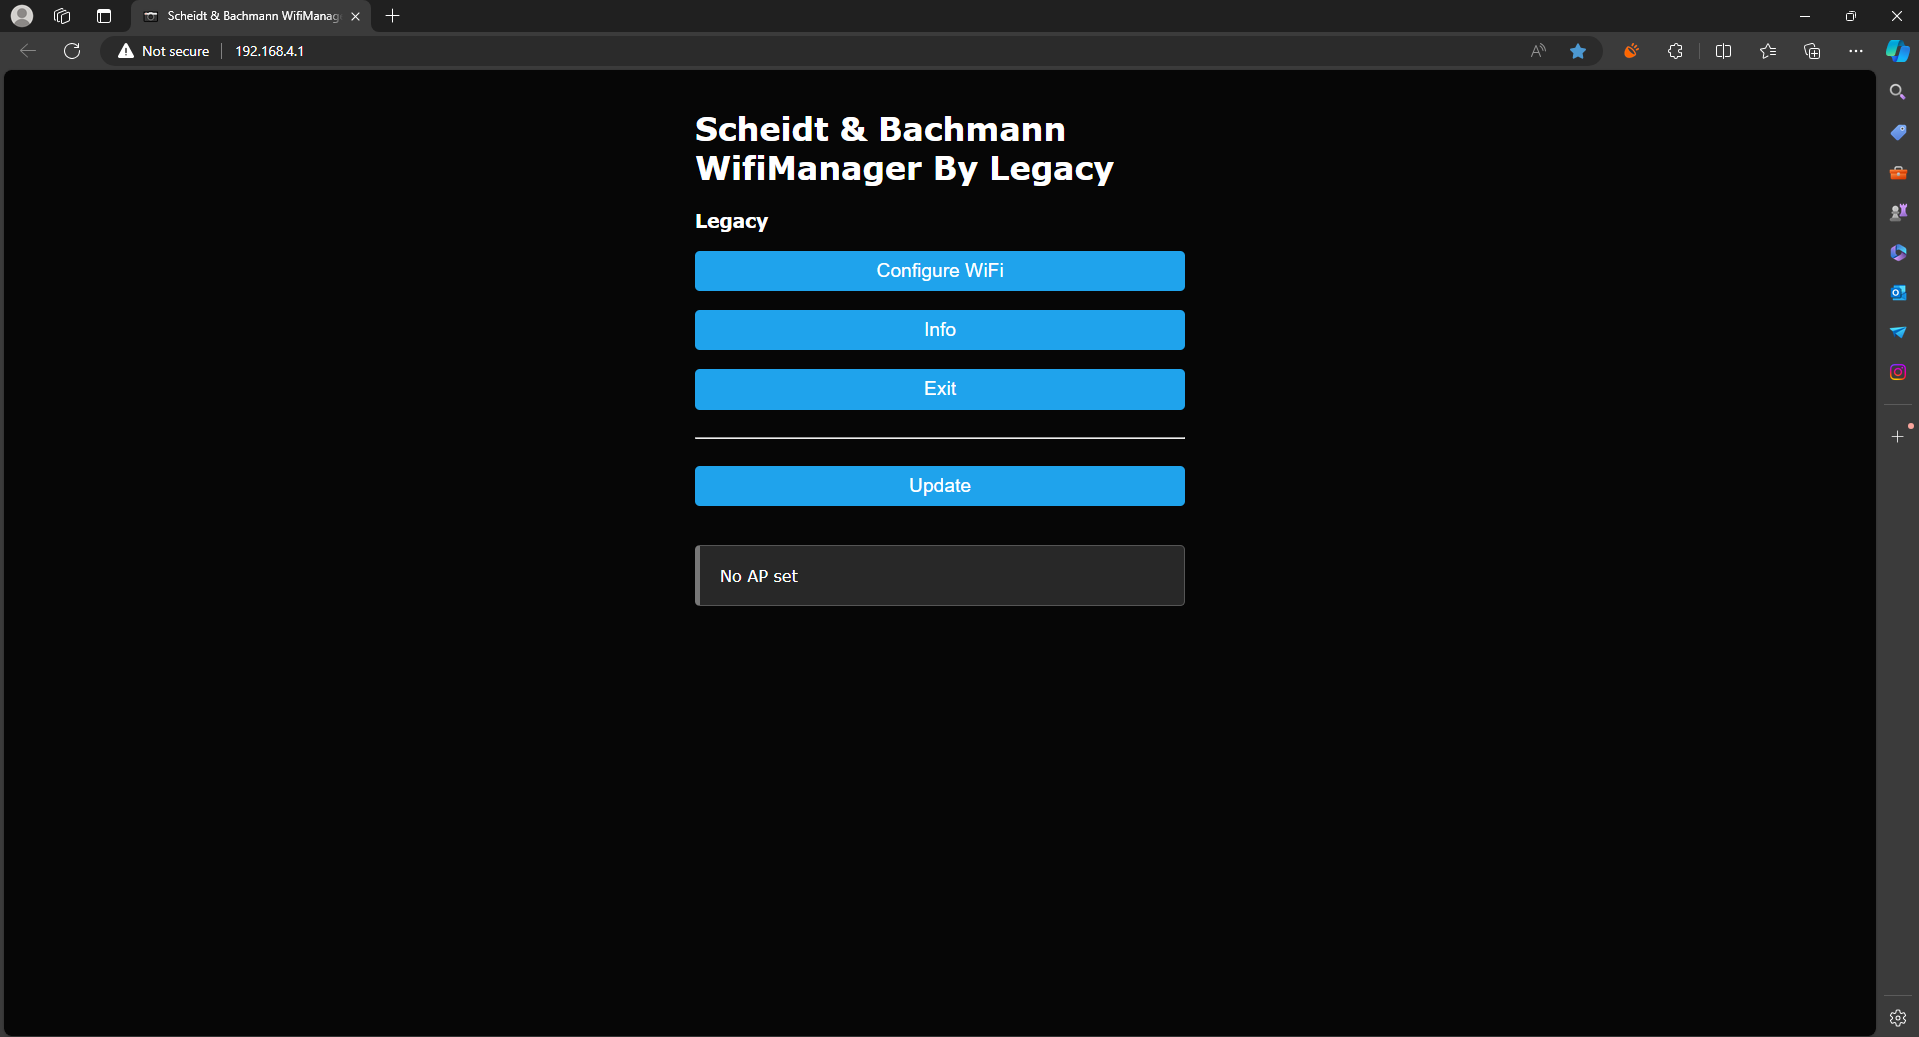 Scheidt & Bachmann WifiManag
Not secure
192.168.4.1
Scheidt & Bachmann
WifiManager By Legacy
Legacy
Configure WiFi
Info
Exit
Update
No AP set